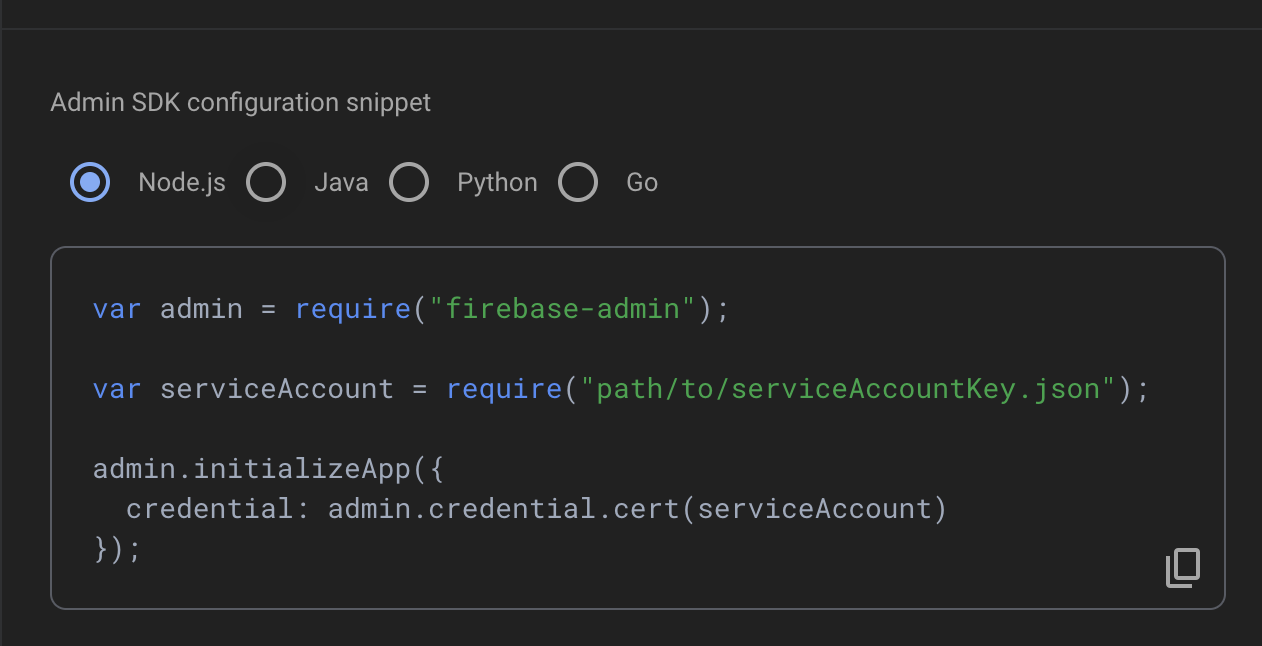 Admin SDK configuration snippet
Node.js Java Python Go
var admin = require("firebase-admin");
var serviceAccount = require("path/to/serviceAccountKey.json");
admin.initializeApp({
  credential: admin.credential.cert(serviceAccount)
});